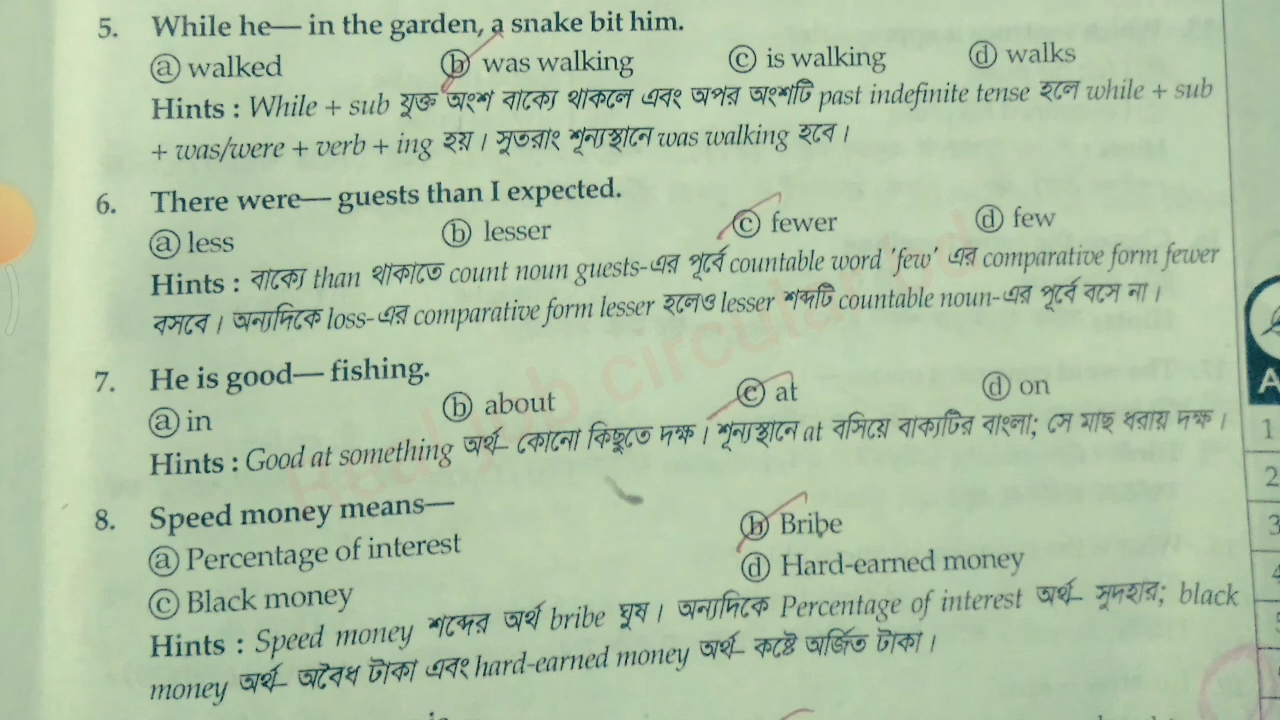 5. While he— in the garden, a snake bit him.
ⓐ walked ⓑ was walking ⓒ is walking ⓓ walks
Hints : While + sub যুক্ত অংশ বাক্যে থাকলে এবং অপর অংশটি past indefinite tense হলে while + sub
+ was/were + verb + ing হয়। সুতরাং শূন্যস্থানে was walking হবে।
6. There were— guests than I expected.
ⓐ less ⓑ lesser ⓒ fewer ⓓ few
Hints : বাক্যে than থাকাতে count noun guests-এর পূর্বে countable word 'few' এর comparative form fewer
বসবে। অন্যদিকে loss-এর comparative form lesser হলেও lesser শব্দটি countable noun-এর পূর্বে বসে না।
7. He is good— fishing.
ⓐ in ⓑ about ⓒ at ⓓ on
Hints : Good at something অর্থ– কোনো কিছুতে দক্ষ। শূন্যস্থানে at বসিয়ে বাক্যটির বাংলা; সে মাছ ধরায় দক্ষ।
8. Speed money means—
ⓐ Percentage of interest ⓑ Bribe
ⓒ Black money ⓓ Hard-earned money
Hints : Speed money শব্দের অর্থ bribe ঘুষ। অন্যদিকে Percentage of interest অর্থ– সুদহার; black
money অর্থ– অবৈধ টাকা এবং hard-earned money অর্থ– কষ্টে অর্জিত টাকা।
A
1
2
3